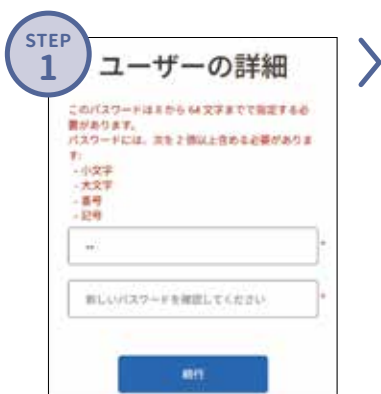 STEP
1
ユーザーの詳細
このパスワードは 8 から 64 文字までで指定する必
要があります。
パスワードには、次を 2 個以上含める必要がありま
す:
- 小文字
- 大文字
- 番号
- 記号
*
新しいパスワードを確認してください
*
続行